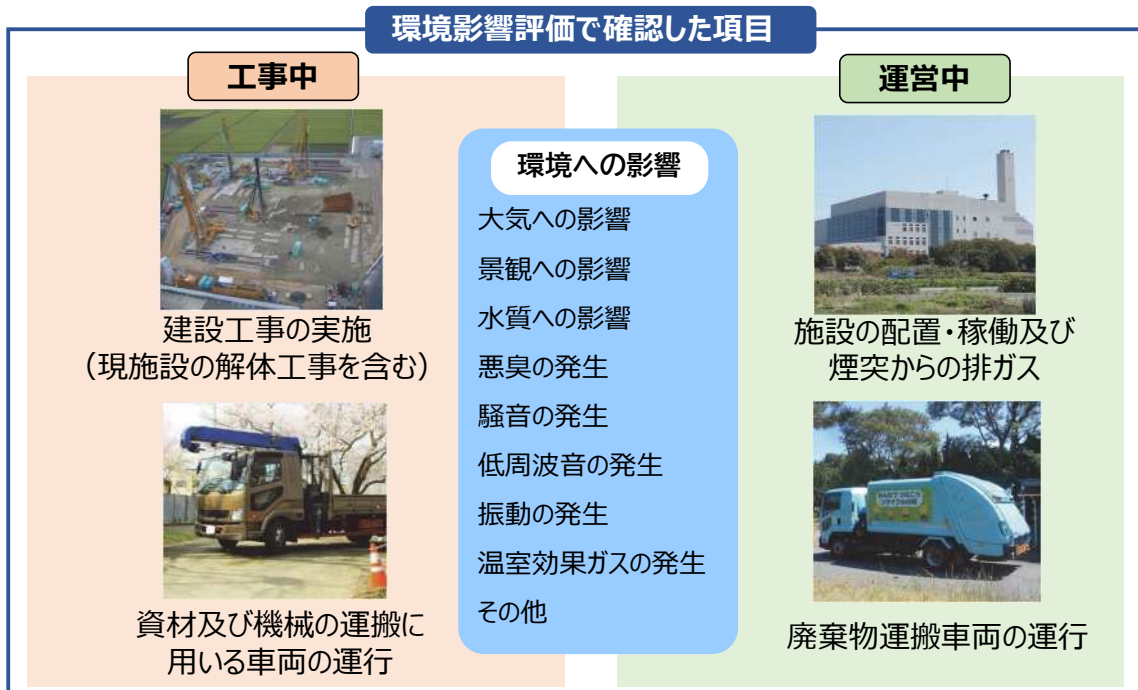 環境影響評価で確認した項目
工事中
建設工事の実施
（現施設の解体工事を含む）
資材及び機械の運搬に
用いる車両の運行
環境への影響
大気への影響
景観への影響
水質への影響
悪臭の発生
騒音の発生
低周波音の発生
振動の発生
温室効果ガスの発生
その他
運営中
施設の配置・稼働及び
煙突からの排ガス
廃棄物運搬車両の運行